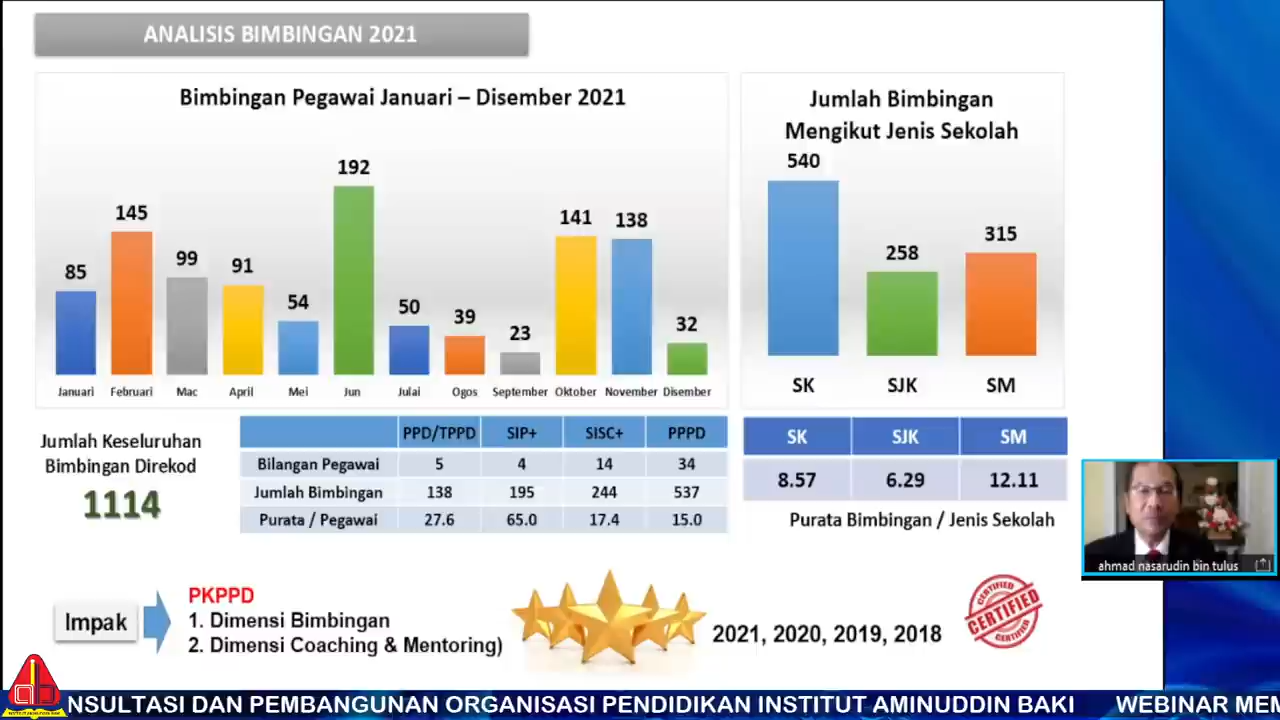 ANALISIS BIMBINGAN 2021
Bimbingan Pegawai Januari – Disember 2021
85 145 99 91 54 192 50 39 23 141 138 32
Januari Februari Mac April Mei Jun Julai Ogos September Oktober November Disember
Jumlah Bimbingan
Mengikut Jenis Sekolah
540 258 315
SK SJK SM
Jumlah Keseluruhan
Bimbingan Direkod
1114
PPD/TPPD SIP+ SISC+ PPPD
Bilangan Pegawai 5 4 14 34
Jumlah Bimbingan 138 195 244 537
Purata / Pegawai 27.6 65.0 17.4 15.0
SK SJK SM
8.57 6.29 12.11
Purata Bimbingan / Jenis Sekolah
ahmad nasarudin bin tulus
Impak
PKPPD
1. Dimensi Bimbingan
2. Dimensi Coaching & Mentoring)
2021, 2020, 2019, 2018
CERTIFIED
CERTIFIED
CERTIFIED
NSULTASI DAN PEMBANGUNAN ORGANISASI PENDIDIKAN INSTITUT AMINUDDIN BAKI WEBINAR MEM